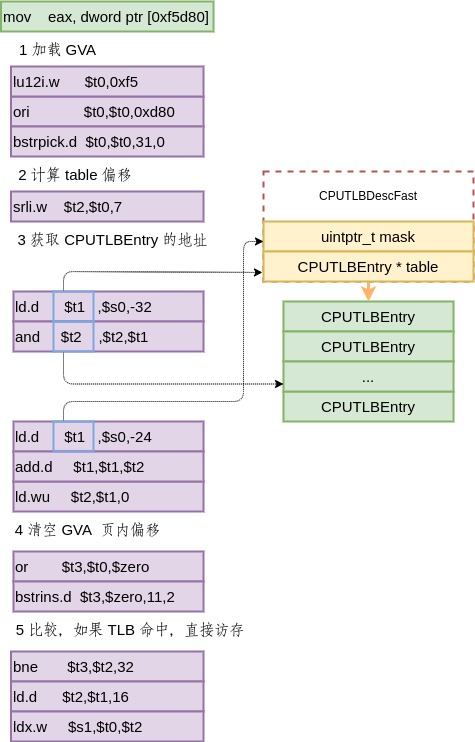 mov eax, dword ptr [0xf5d80]
1 加载 GVA
lu12i.w $t0,0xf5
ori $t0,$t0,0xd80
bstrpick.d $t0,$t0,31,0
2 计算 table 偏移
srli.w $t2,$t0,7
3 获取 CPUTLBEntry 的地址
ld.d $t1 ,$s0,-32
and $t2 ,$t2,$t1
ld.d $t1 ,$s0,-24
add.d $t1,$t1,$t2
ld.wu $t2,$t1,0
4 清空 GVA 页内偏移
or $t3,$t0,$zero
bstrins.d $t3,$zero,11,2
5 比较，如果 TLB 命中，直接访存
bne $t3,$t2,32
ld.d $t2,$t1,16
ldx.w $s1,$t0,$t2
CPUTLBDescFast
uintptr_t mask
CPUTLBEntry * table
CPUTLBEntry
CPUTLBEntry
...
CPUTLBEntry